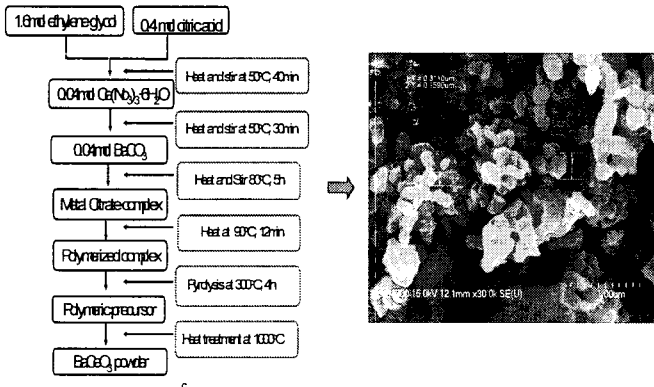 1.6mol ethylene glycol
0.4mol citric acid
Heat and stir at 50°C, 40min
0.04mol Ce(No₃)₃·6H₂O
Heat and stir at 50°C, 30min
0.04mol BaCO₃
Heat and Stir 80°C, 5h
Metal Citrate complex
Heat at 90°C, 12min
Polymerized complex
Pyrolysis at 300°C, 4h
Polymeric precursor
Heat treatment at 1000°C
BaCeO₃ powder
15.0kV 12.1mm x30.0k SE(U)